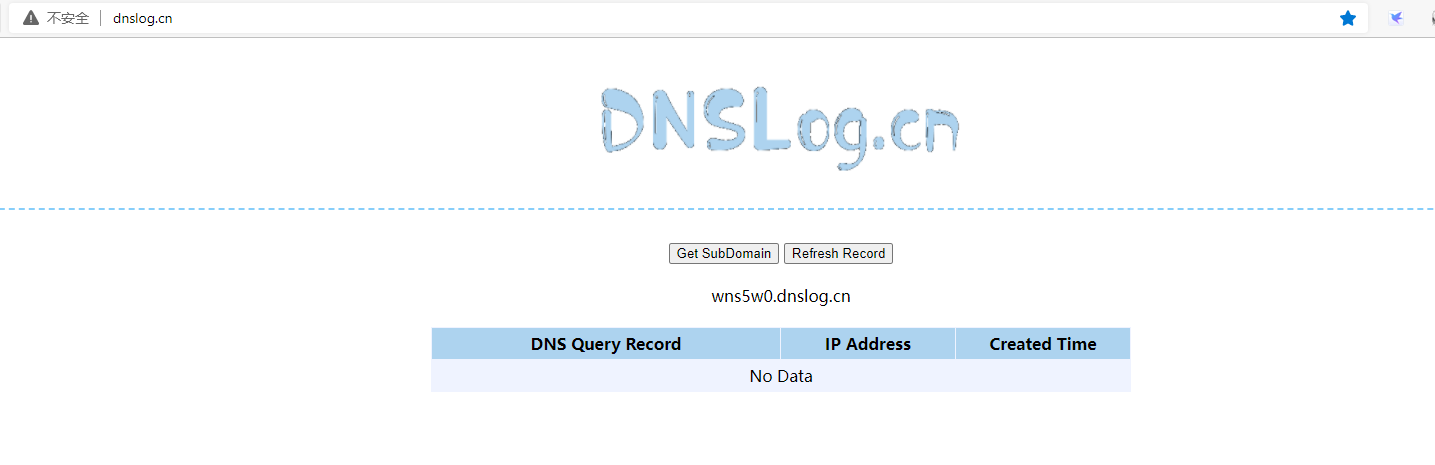 不安全 | dnslog.cn
DNSLog.cn
Get SubDomain Refresh Record
wns5w0.dnslog.cn
DNS Query Record IP Address Created Time
No Data